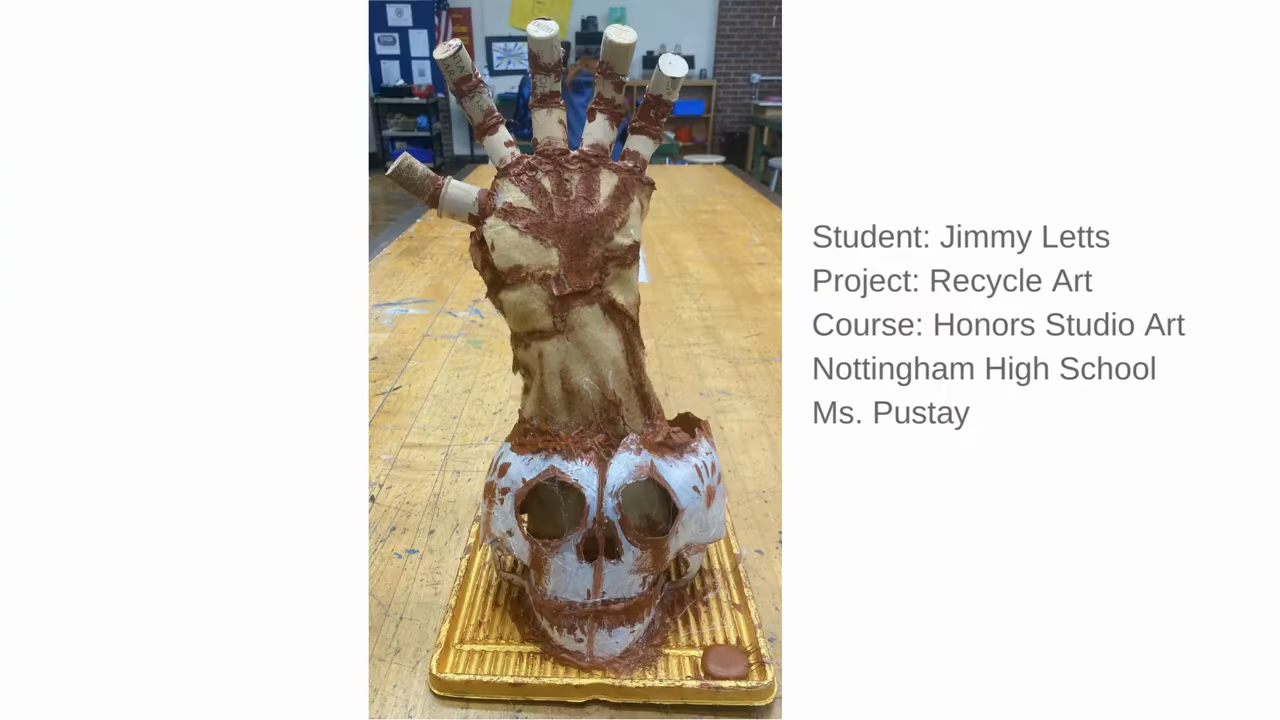 Student: Jimmy Letts
Project: Recycle Art
Course: Honors Studio Art
Nottingham High School
Ms. Pustay